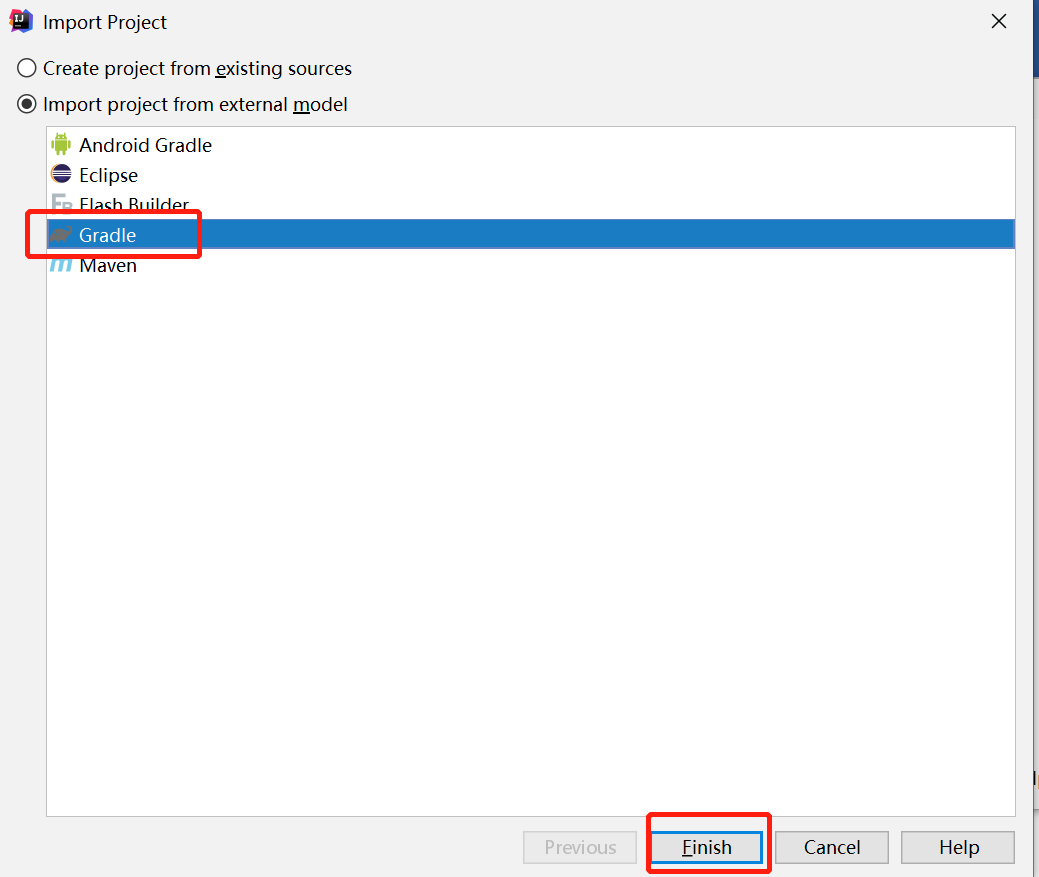 Import Project
Create project from existing sources
Import project from external model
Android Gradle
Eclipse
Flash Builder
Gradle
Maven
Previous
Finish
Cancel
Help